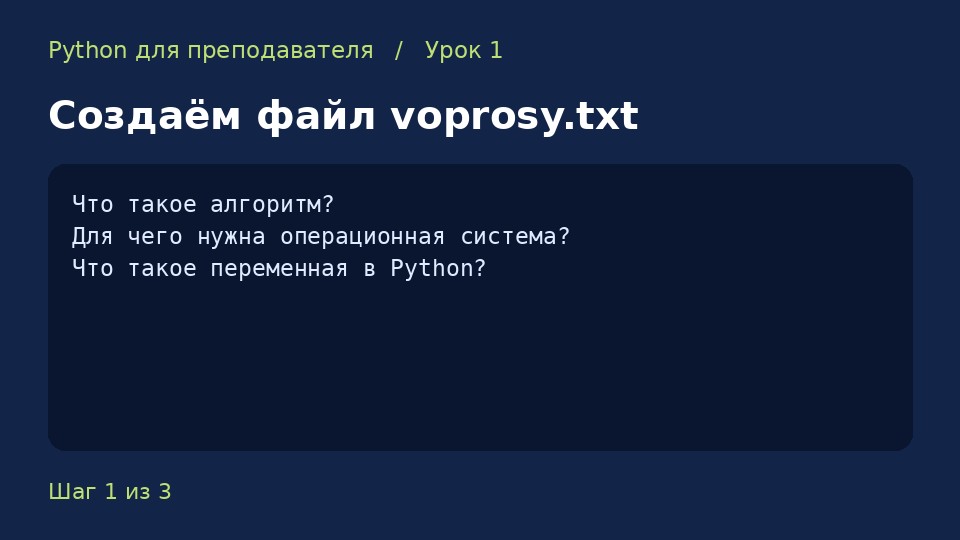 Python для преподавателя / Урок 1
Создаём файл voprosy.txt
Что такое алгоритм?
Для чего нужна операционная система?
Что такое переменная в Python?
Шаг 1 из 3